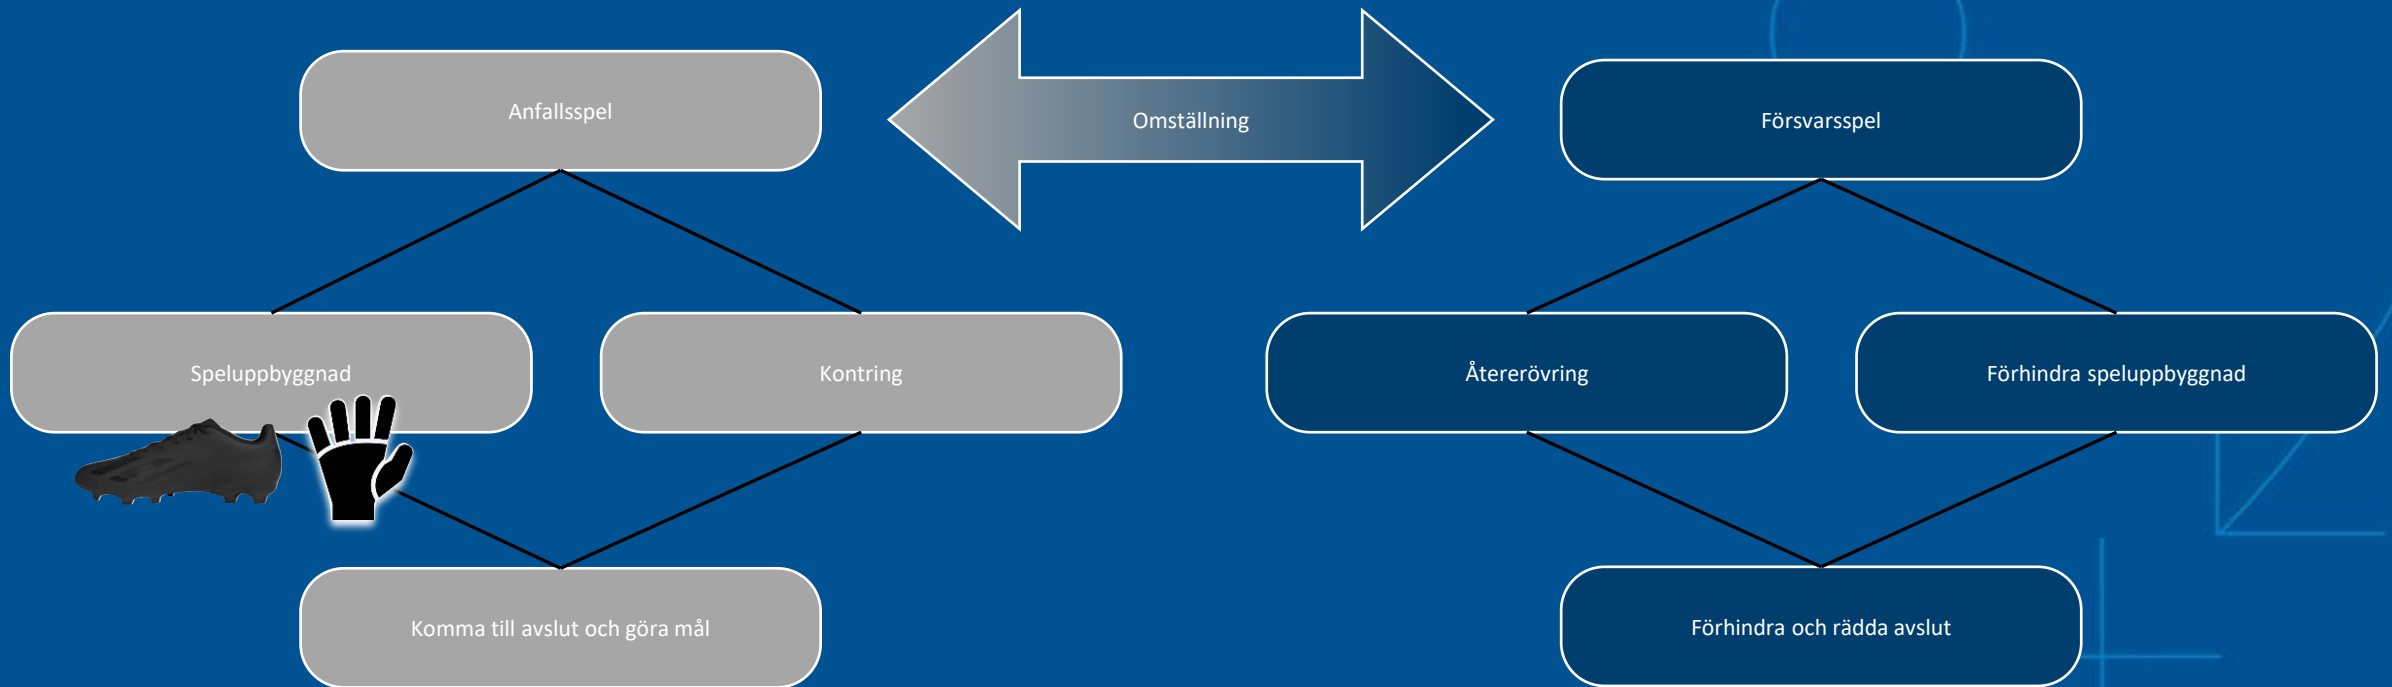 Anfallsspel
Omställning
Försvarsspel
Speluppbyggnad
Kontring
Återerövring
Förhindra speluppbyggnad
Komma till avslut och göra mål
Förhindra och rädda avslut